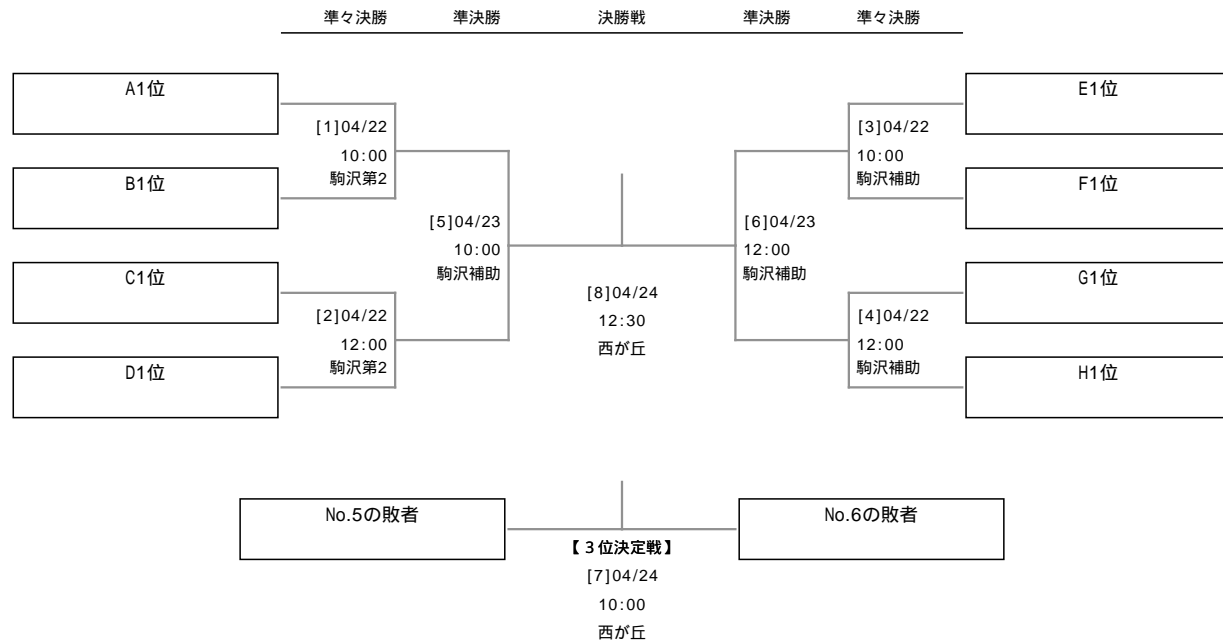 準々決勝 準決勝 決勝戦 準決勝 準々決勝
A1位
B1位
C1位
D1位
[1]04/22
10:00
駒沢第2
[2]04/22
12:00
駒沢第2
[5]04/23
10:00
駒沢補助
[8]04/24
12:30
西が丘
[6]04/23
12:00
駒沢補助
[3]04/22
10:00
駒沢補助
[4]04/22
12:00
駒沢補助
E1位
F1位
G1位
H1位
No.5の敗者
No.6の敗者
【３位決定戦】
[7]04/24
10:00
西が丘